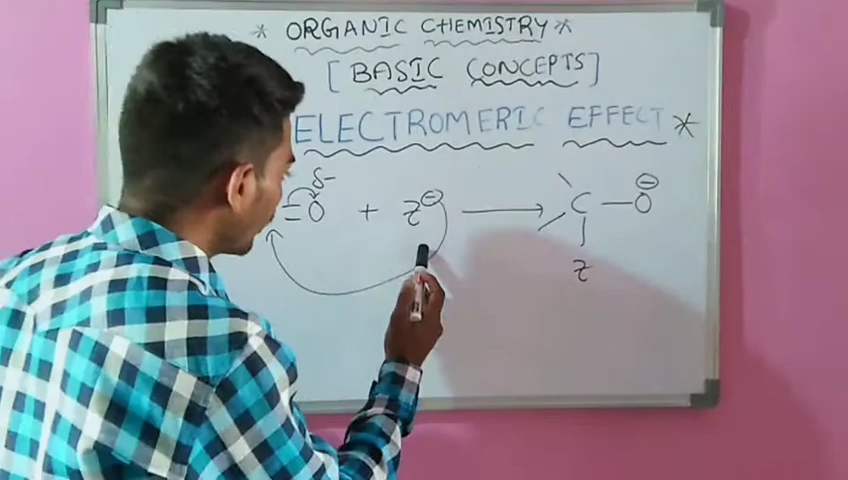 * ORGANIC CHEMISTRY *
[BASIC CONCEPTS]
ELECTROMERIC EFFECT *
δ-
=O + Z⊖ → C—O⊖
Z